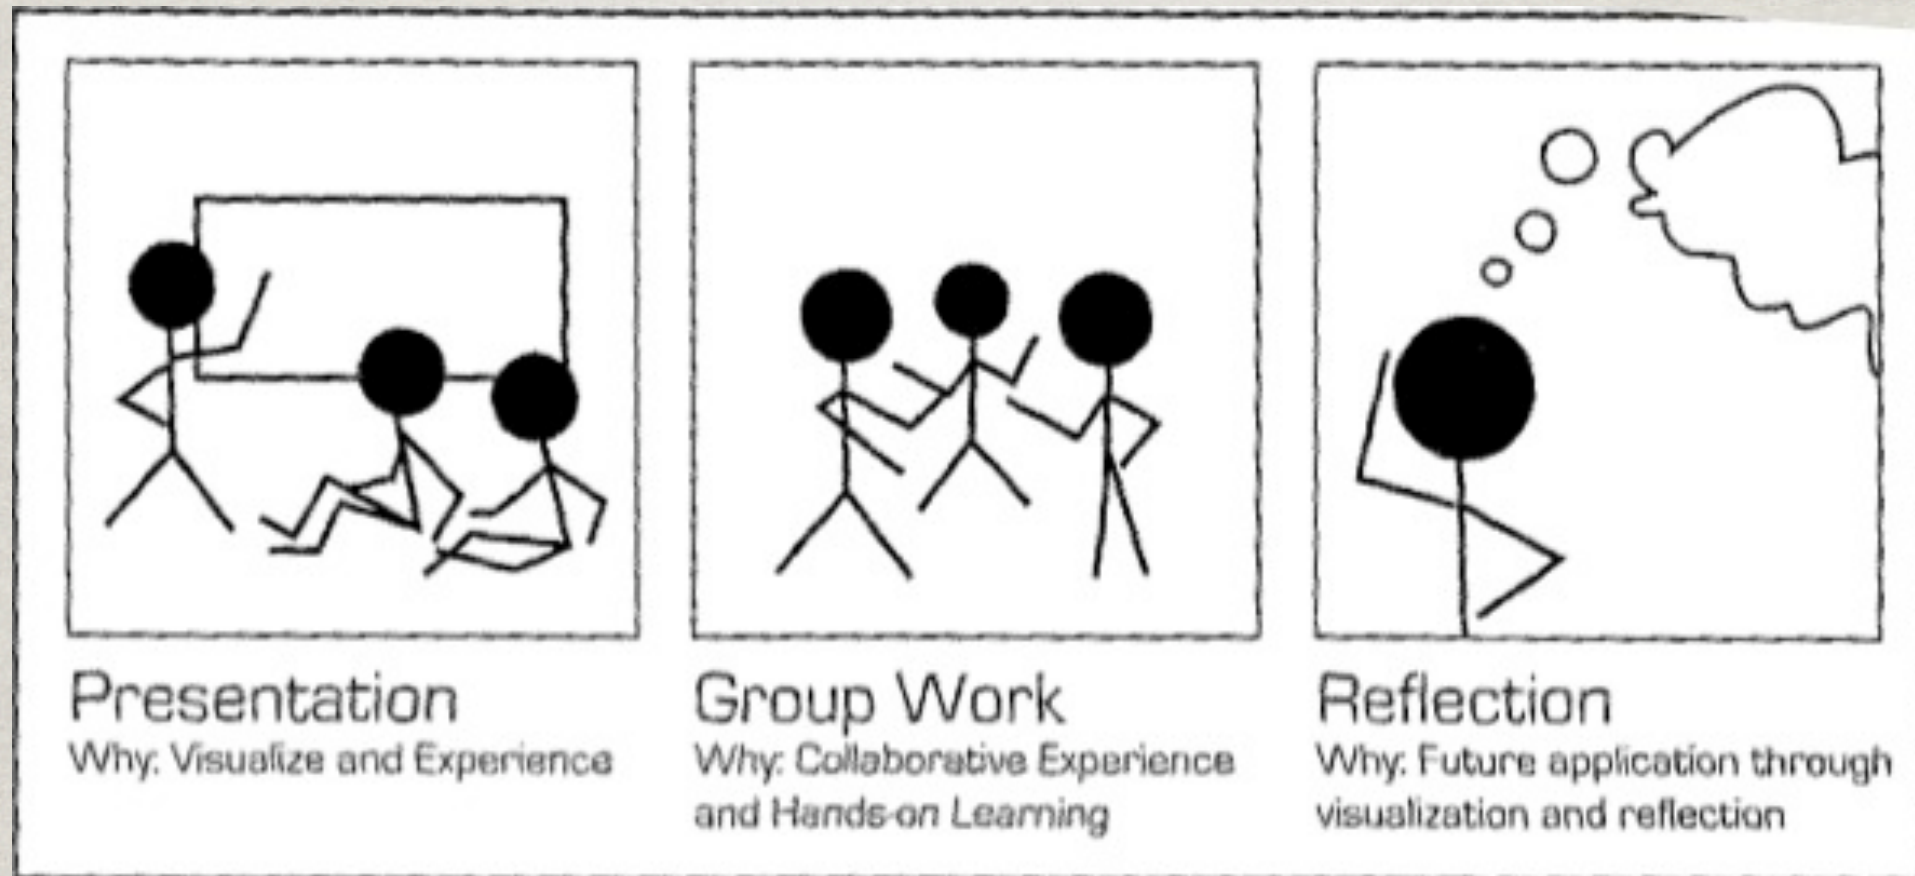 Presentation
Why: Visualize and Experience
Group Work
Why: Collaborative Experience
and Hands-on Learning
Reflection
Why: Future application through
visualization and reflection